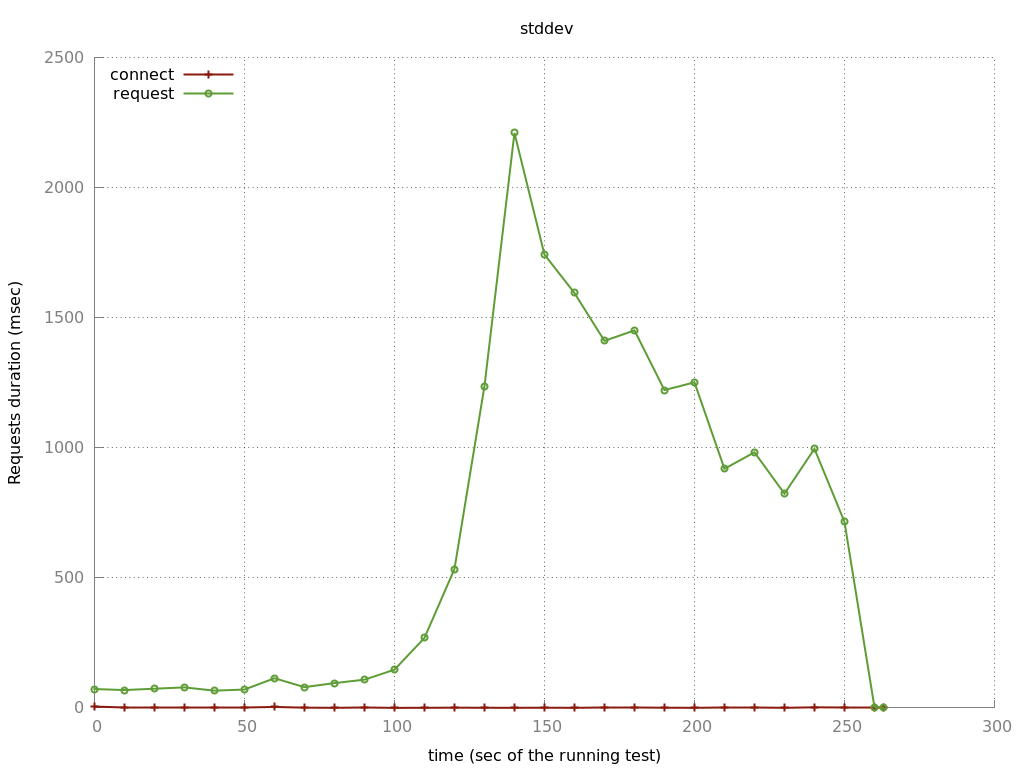 stddev
2500
connect
request
2000
1500
1000
500
0
Requests duration (msec)
0 50 100 150 200 250 300
time (sec of the running test)